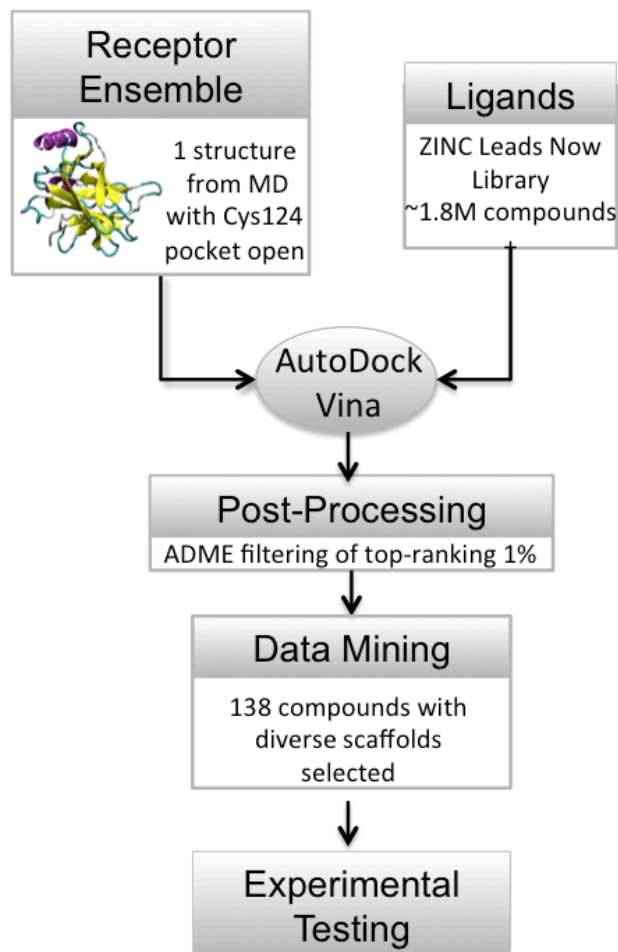 Receptor
Ensemble
1 structure
from MD
with Cys124
pocket open
Ligands
ZINC Leads Now
Library
~1.8M compounds
AutoDock
Vina
Post-Processing
ADME filtering of top-ranking 1%
Data Mining
138 compounds with
diverse scaffolds
selected
Experimental
Testing